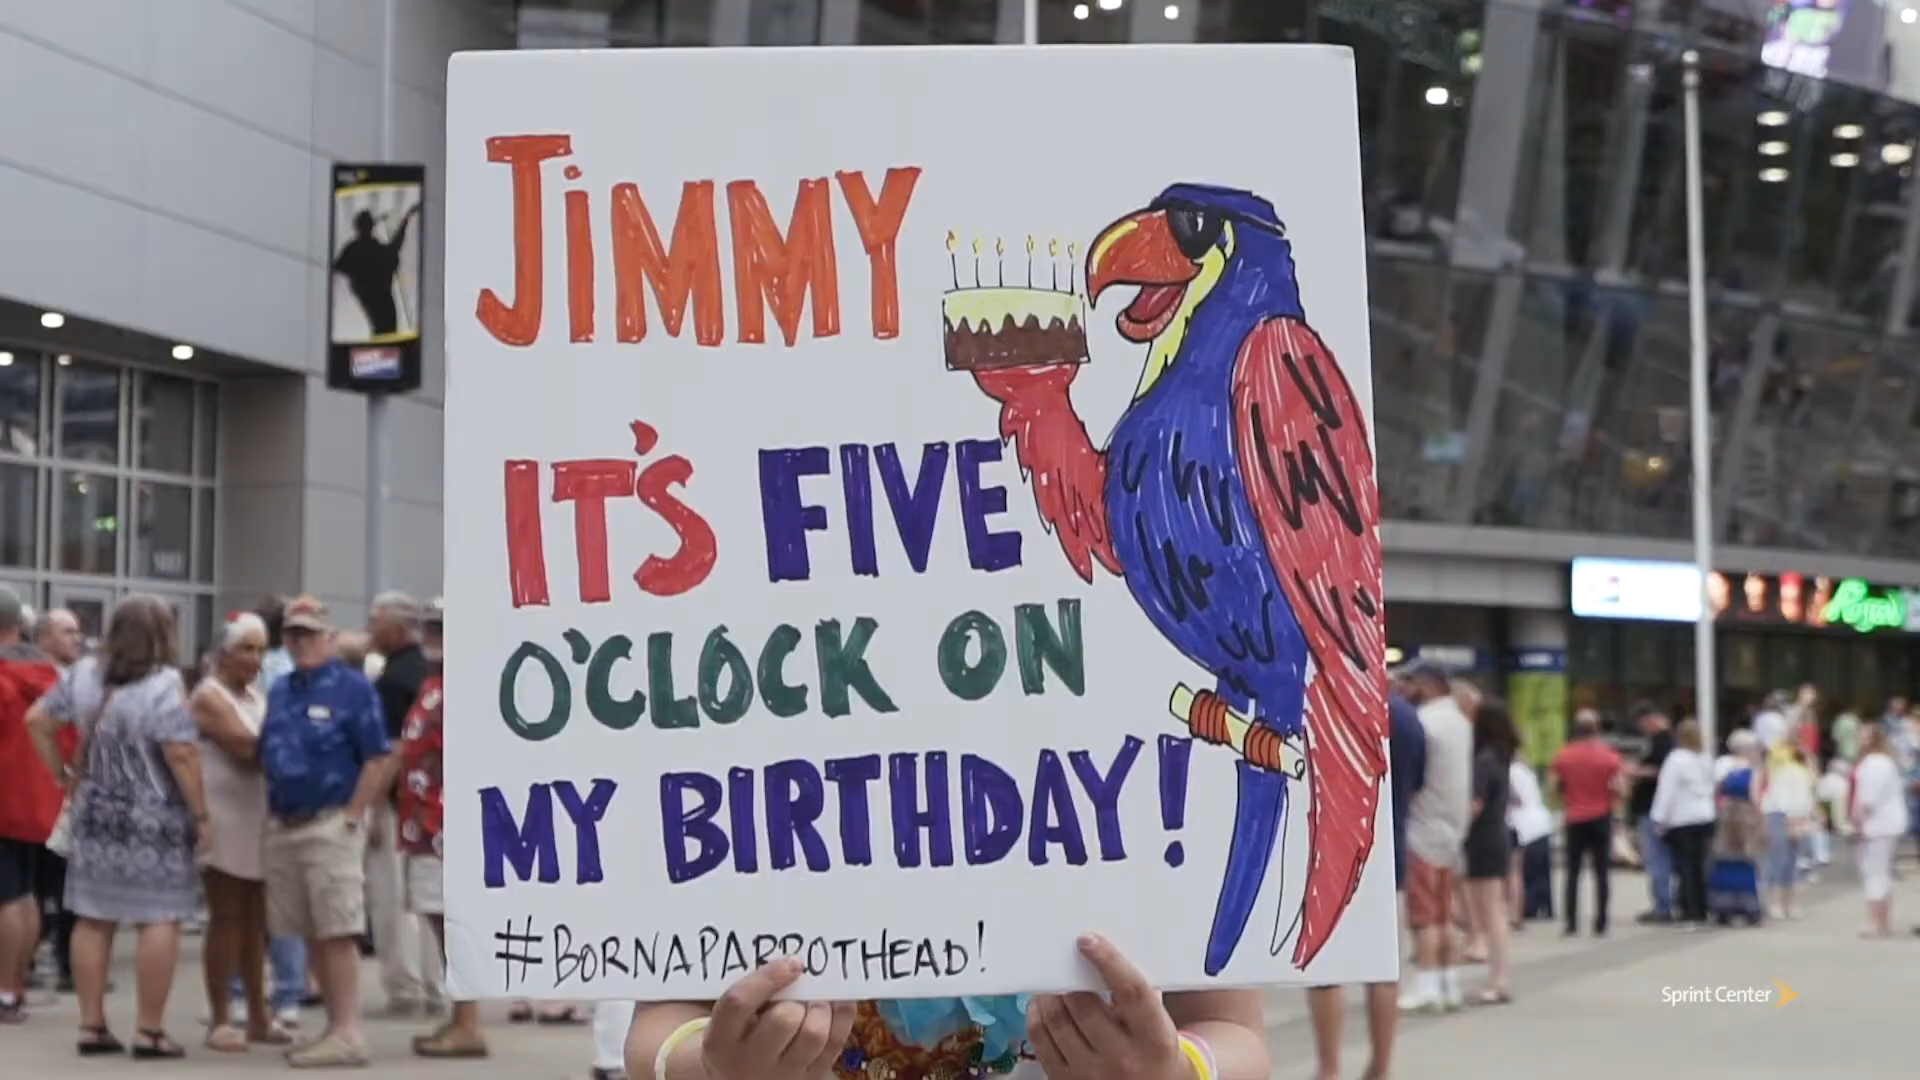 JiMMY
IT'S FIVE
O'CLOCK ON
MY BIRTHDAY!
#BORNAPARROTHEAD!
Sprint Center